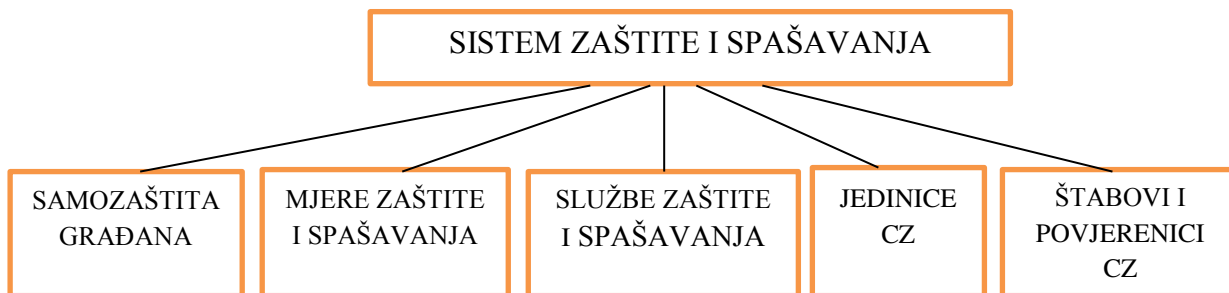 SISTEM ZAŠTITE I SPAŠAVANJA
SAMOZAŠTITA
GRAĐANA
MJERE ZAŠTITE
I SPAŠAVANJA
SLUŽBE ZAŠTITE
I SPAŠAVANJA
JEDINICE
CZ
ŠTABOVI I
POVJERENICI
CZ